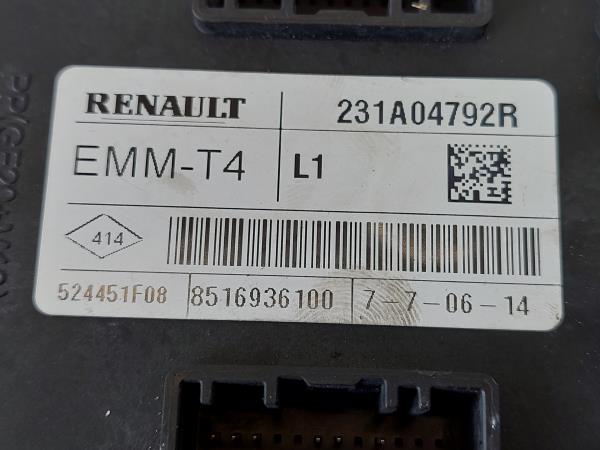 RENAULT 231A04792R
EMM-T4 L1
414
524451F08 8516936100 7-7-06-14